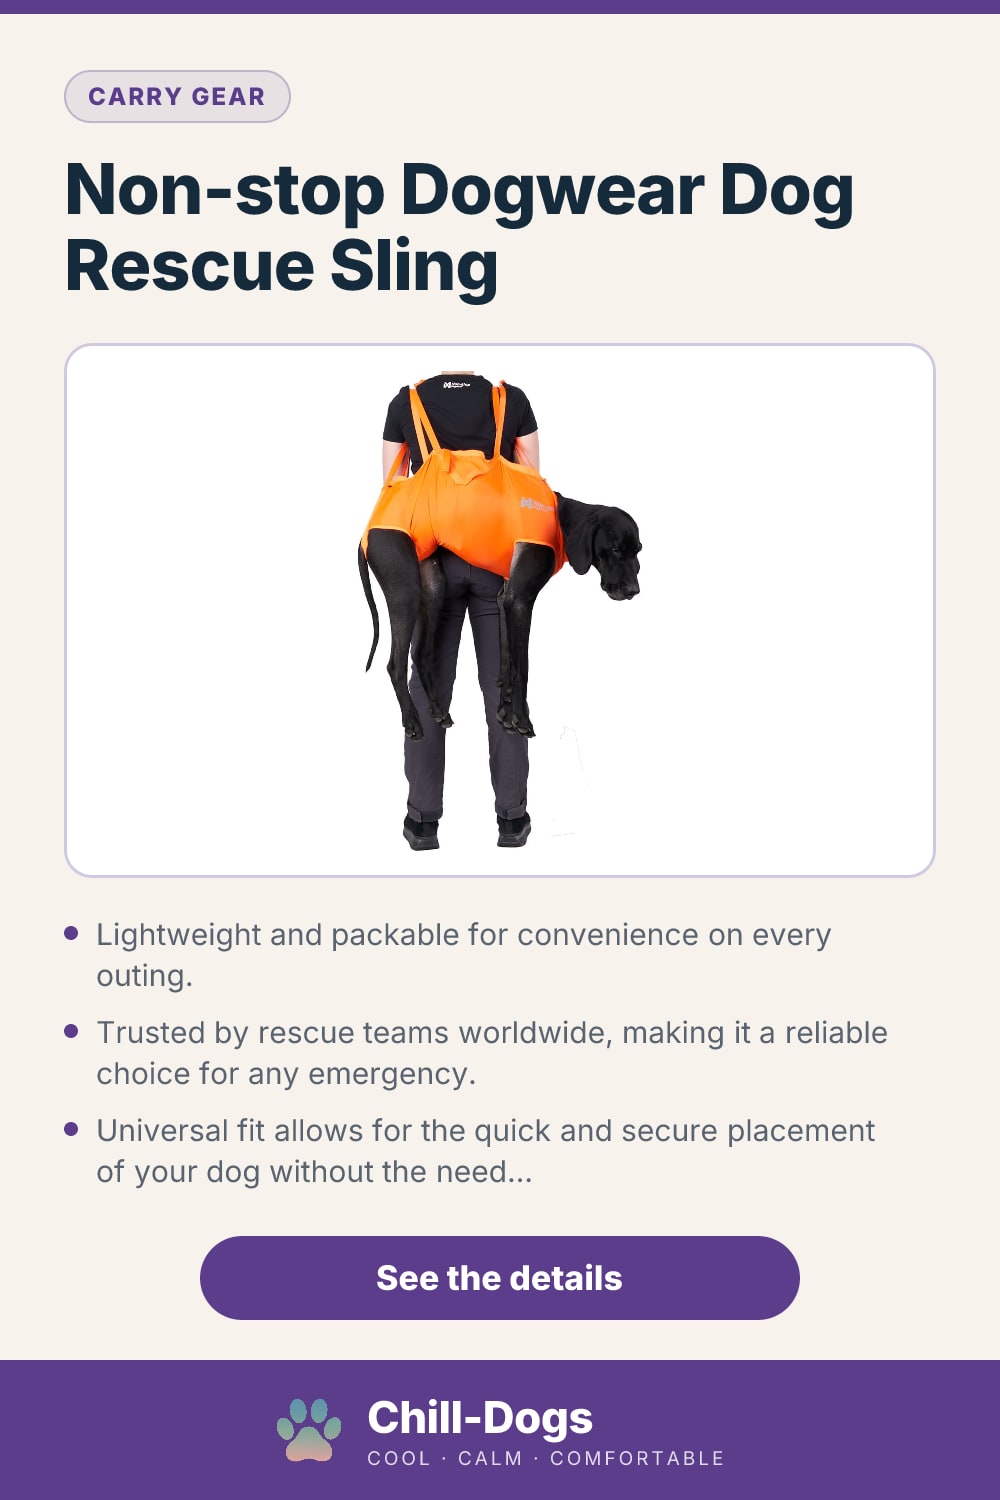 CARRY GEAR
Non-stop Dogwear Dog
Rescue Sling
Lightweight and packable for convenience on every
outing.
Trusted by rescue teams worldwide, making it a reliable
choice for any emergency.
Universal fit allows for the quick and secure placement
of your dog without the need...
See the details
Chill-Dogs
COOL · CALM · COMFORTABLE